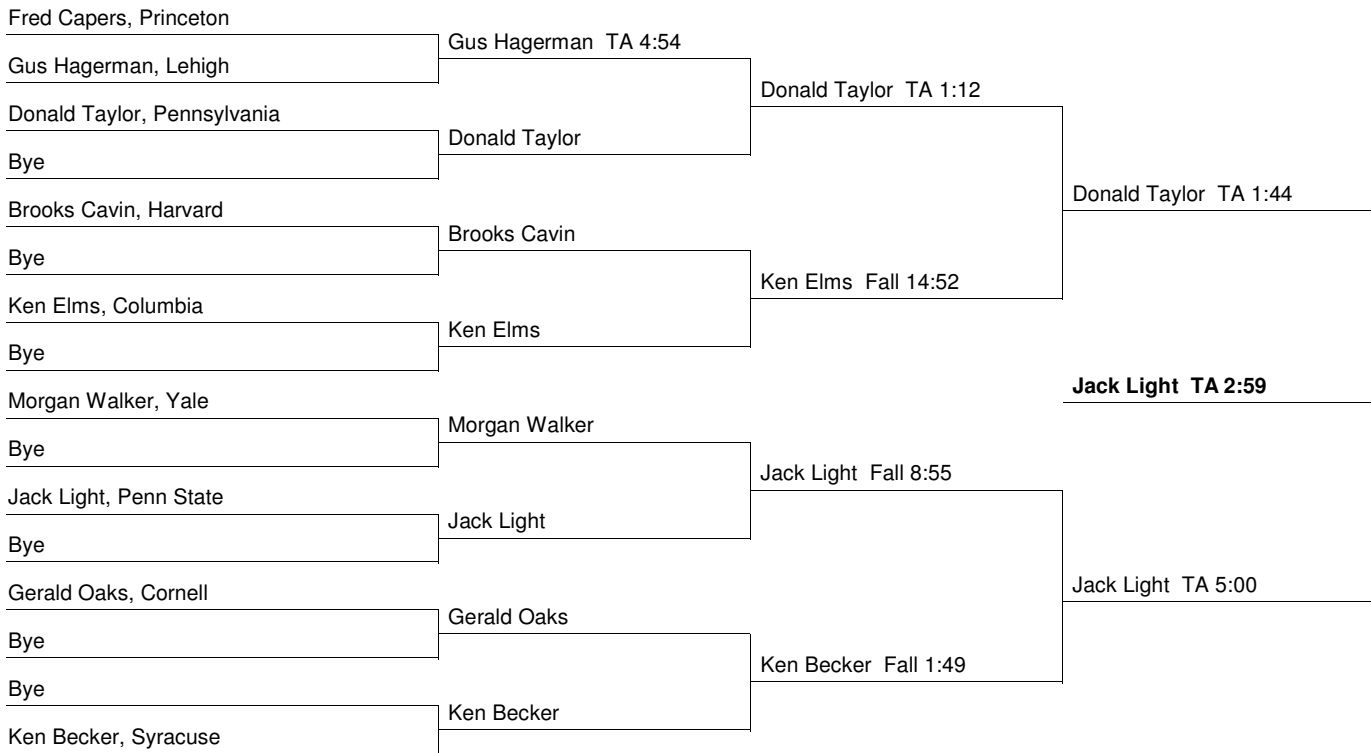 Fred Capers, Princeton
Gus Hagerman, Lehigh
Donald Taylor, Pennsylvania
Bye
Brooks Cavin, Harvard
Bye
Ken Elms, Columbia
Bye
Morgan Walker, Yale
Bye
Jack Light, Penn State
Bye
Gerald Oaks, Cornell
Bye
Bye
Ken Becker, Syracuse
Gus Hagerman TA 4:54
Donald Taylor
Brooks Cavin
Ken Elms
Morgan Walker
Jack Light
Gerald Oaks
Ken Becker
Donald Taylor TA 1:12
Ken Elms Fall 14:52
Jack Light Fall 8:55
Ken Becker Fall 1:49
Donald Taylor TA 1:44
Jack Light TA 2:59
Jack Light TA 5:00